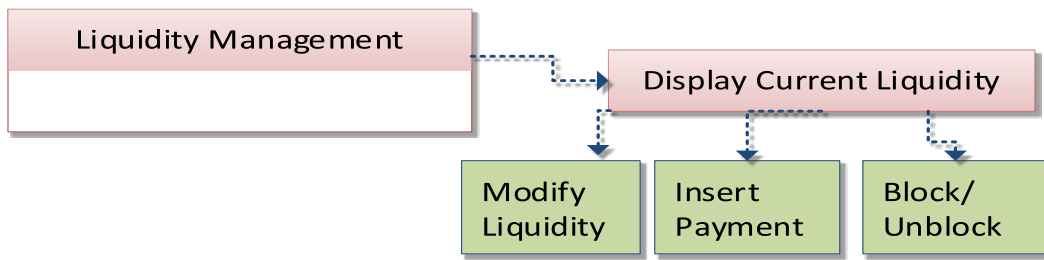 Liquidity Management
Display Current Liquidity
Modify
Liquidity
Insert
Payment
Block/
Unblock